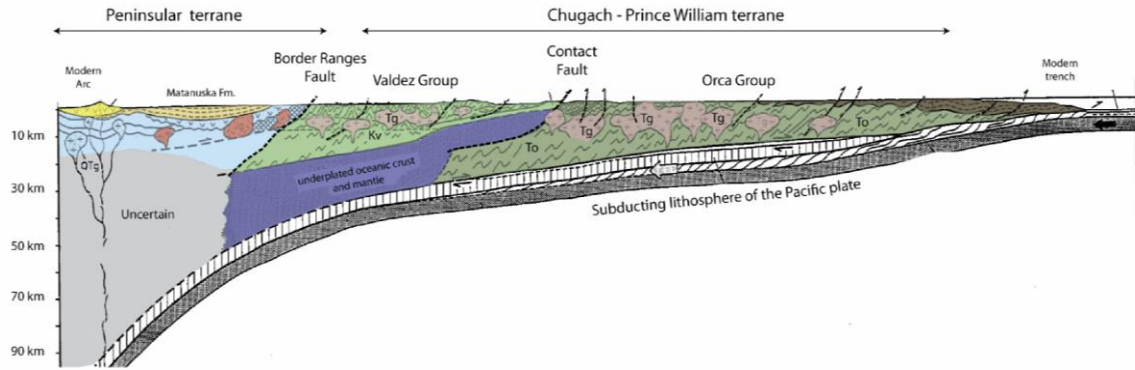 Peninsular terrane
Chugach - Prince William terrane
Modern
Arc
Matanuska Fm.
Border Ranges
Fault
Valdez Group
Contact
Fault
Orca Group
Modern
trench
10 km
30 km
50 km
70 km
90 km
QTg
Uncertain
Kv
Tg
underplated oceanic crust
and mantle
To
Tg
Tg
Tg
To
Subducting lithosphere of the Pacific plate